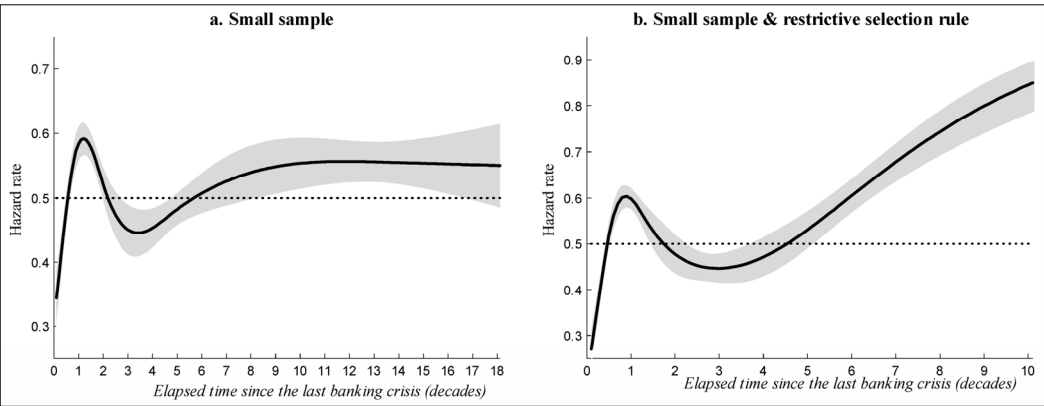 a. Small sample
0.7
0.6
0.5
0.4
0.3
Hazard rate
0 1 2 3 4 5 6 7 8 9 10 11 12 13 14 15 16 17 18
Elapsed time since the last banking crisis (decades)
b. Small sample & restrictive selection rule
0.9
0.8
0.7
0.6
0.5
0.4
0.3
Hazard rate
0 1 2 3 4 5 6 7 8 9 10
Elapsed time since the last banking crisis (decades)